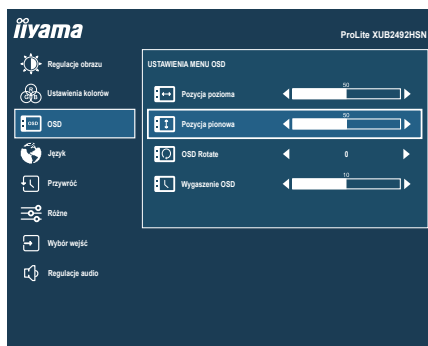 iiyama
ProLite XUB2492HSN
Regulacje obrazu
Ustawienia kolorów
OSD
OSD
Język
Przywróć
Różne
Wybór wejść
Regulacje audio
USTAWIENIA MENU OSD
Pozycja pozioma
50
Pozycja pionowa
50
OSD Rotate
0
Wygaszenie OSD
10